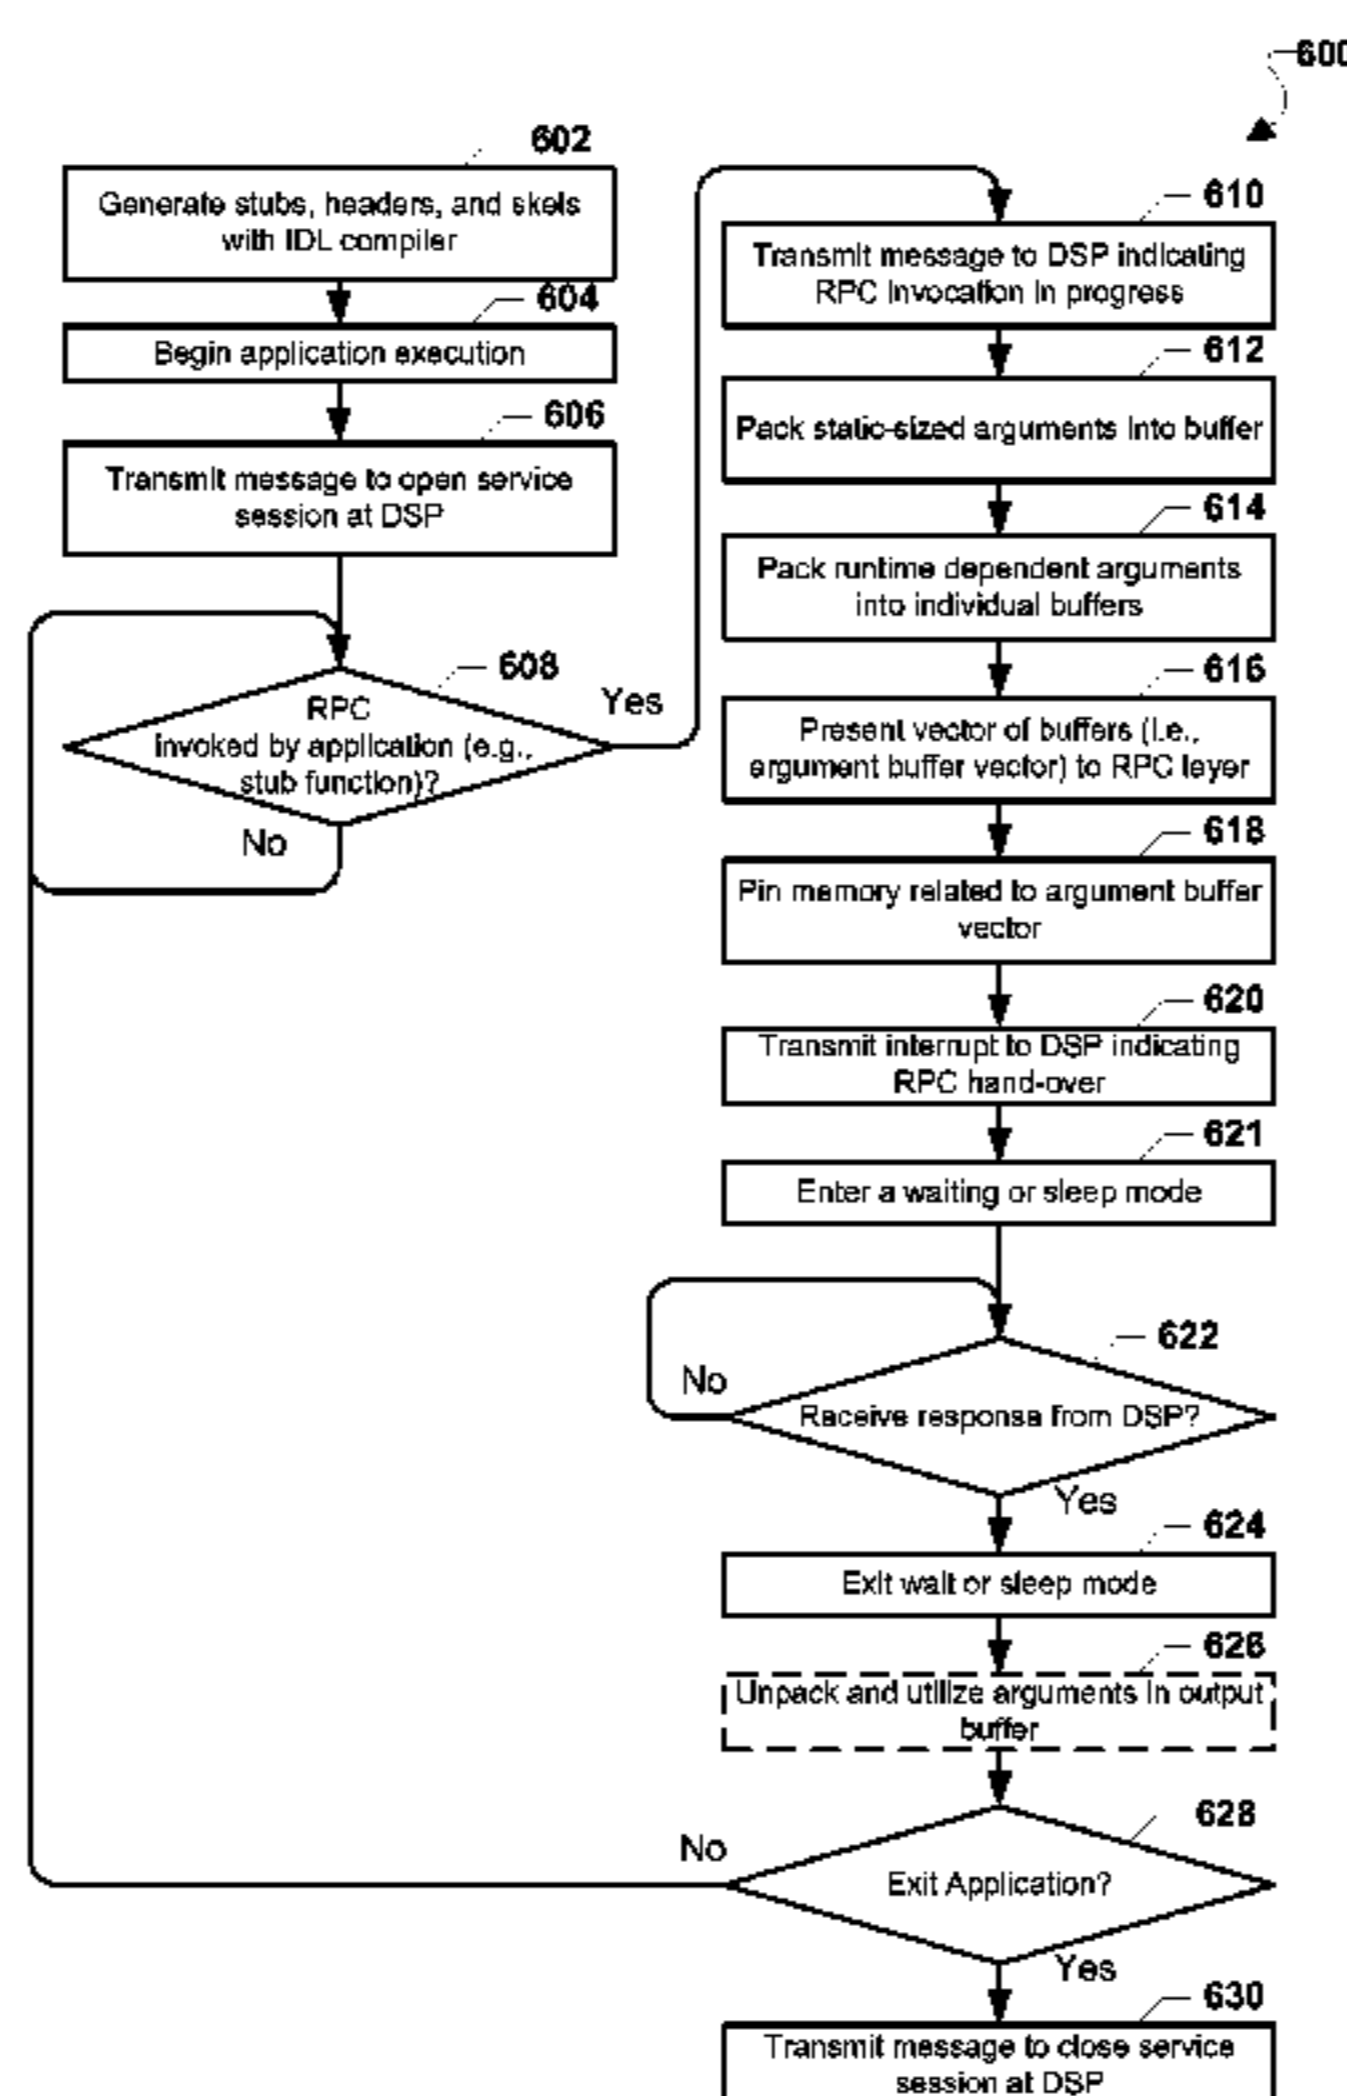 600
602
Generate stubs, headers, and skels
with IDL compiler
604
Begin application execution
606
Transmit message to open service
session at DSP
608
RPC
invoked by application (e.g.,
stub function)?
Yes
No
610
Transmit message to DSP indicating
RPC invocation in progress
612
Pack static-sized arguments into buffer
614
Pack runtime dependent arguments
into individual buffers
616
Present vector of buffers (i.e.,
argument buffer vector) to RPC layer
618
Pin memory related to argument buffer
vector
620
Transmit interrupt to DSP indicating
RPC hand-over
621
Enter a waiting or sleep mode
622
No
Receive response from DSP?
Yes
624
Exit wait or sleep mode
626
Unpack and utilize arguments in output
buffer
628
No
Exit Application?
Yes
630
Transmit message to close service
session at DSP